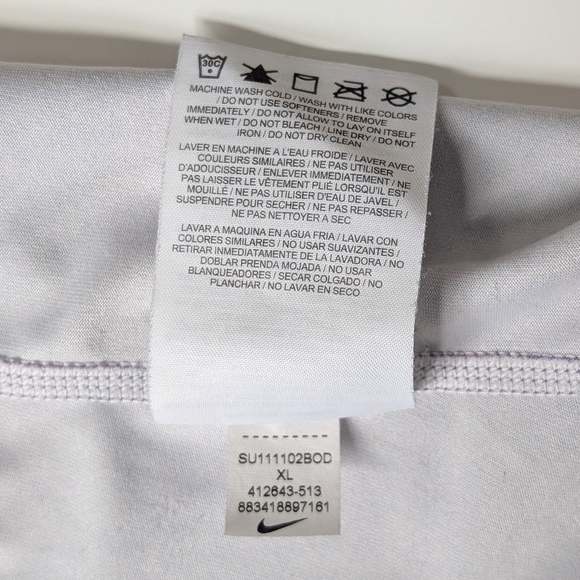 30C
MACHINE WASH COLD / WASH WITH LIKE COLORS
/ DO NOT USE SOFTENERS / REMOVE
IMMEDIATELY / DO NOT ALLOW TO LAY ON ITSELF
WHEN WET / DO NOT BLEACH / LINE DRY / DO NOT
IRON / DO NOT DRY CLEAN
LAVER EN MACHINE A L'EAU FROIDE / LAVER AVEC
COULEURS SIMILAIRES / NE PAS UTILISER
D'ADOUCISSEUR / ENLEVER IMMEDIATEMENT / NE
PAS LAISSER LE VÊTEMENT PLIÉ LORSQU'IL EST
MOUILLÉ / NE PAS UTILISER D'EAU DE JAVEL /
SUSPENDRE POUR SECHER / NE PAS REPASSER /
NE PAS NETTOYER A SEC
LAVAR A MAQUINA EN AGUA FRIA / LAVAR CON
COLORES SIMILARES / NO USAR SUAVIZANTES /
RETIRAR INMEDIATAMENTE DE LA LAVADORA / NO
DOBLAR PRENDA MOJADA / NO USAR
BLANQUEADORES / SECAR COLGADO / NO
PLANCHAR / NO LAVAR EN SECO
SU111102BOD
XL
412643-513
883418897161